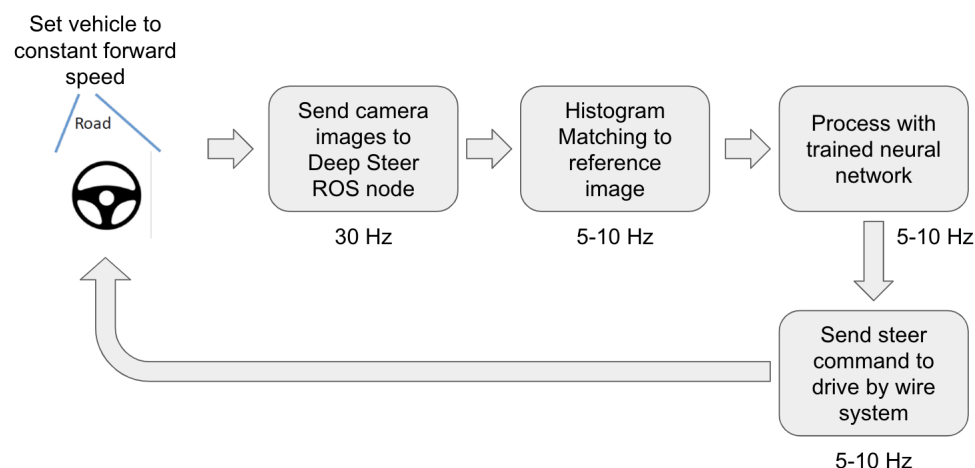 Set vehicle to
constant forward
speed
Road
Send camera
images to
Deep Steer
ROS node
30 Hz
Histogram
Matching to
reference
image
5-10 Hz
Process with
trained neural
network
5-10 Hz
Send steer
command to
drive by wire
system
5-10 Hz